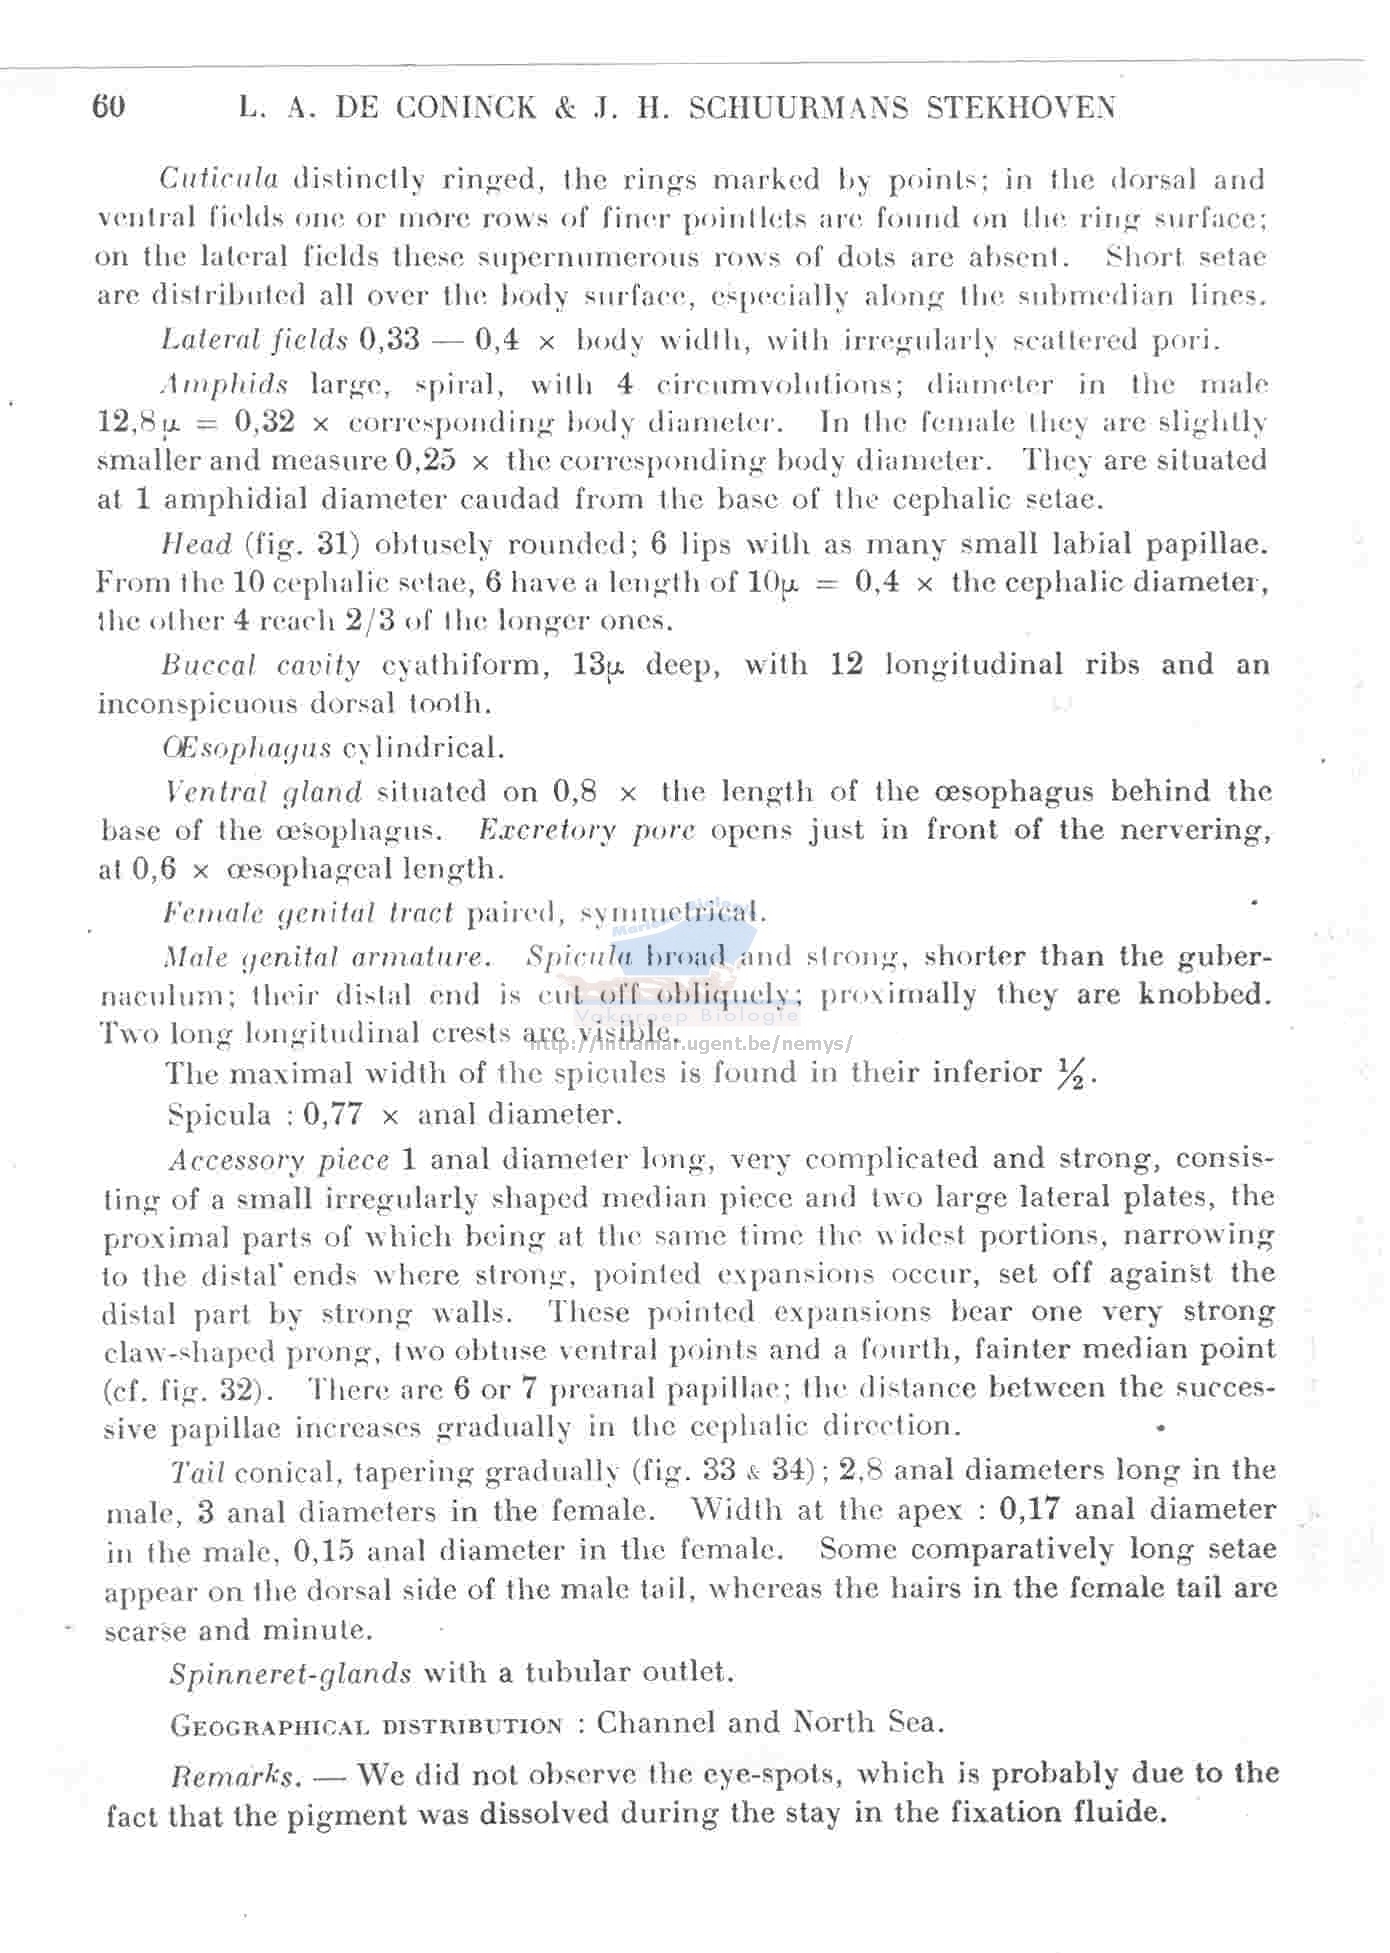 60 L. A. DE CONINCK & J. H. SCHUURMANS STEKHOVEN
Cuticula distinctly ringed, the rings marked by points; in the dorsal and
ventral fields one or more rows of finer pointlets are found on the ring surface;
on the lateral fields these supernumerous rows of dots are absent. Short setae
are distributed all over the body surface, especially along the submedian lines.
Lateral fields 0,33 — 0,4 × body width, with irregularly scattered pori.
Amphids large, spiral, with 4 circumvolutions; diameter in the male
12,8µ = 0,32 × corresponding body diameter. In the female they are slightly
smaller and measure 0,25 × the corresponding body diameter. They are situated
at 1 amphidial diameter caudad from the base of the cephalic setae.
Head (fig. 31) obtusely rounded; 6 lips with as many small labial papillae.
From the 10 cephalic setae, 6 have a length of 10µ = 0,4 × the cephalic diameter,
the other 4 reach 2/3 of the longer ones.
Buccal cavity cyathiform, 13µ deep, with 12 longitudinal ribs and an
inconspicuous dorsal tooth.
Œsophagus cylindrical.
Ventral gland situated on 0,8 × the length of the œsophagus behind the
base of the œsophagus. Excretory pore opens just in front of the nervering,
at 0,6 × œsophageal length.
Female genital tract paired, symmetrical.
Marine Biology
Male genital armature. Spicula broad and strong, shorter than the guber-
naculum; their distal end is cut off obliquely; proximally they are knobbed.
Vakgroep Biologie
Two long longitudinal crests are visible.
http://intramar.ugent.be/nemys/
The maximal width of the spicules is found in their inferior ½.
Spicula : 0,77 × anal diameter.
Accessory piece 1 anal diameter long, very complicated and strong, consis-
ting of a small irregularly shaped median piece and two large lateral plates, the
proximal parts of which being at the same time the widest portions, narrowing
to the distal ends where strong, pointed expansions occur, set off against the
distal part by strong walls. These pointed expansions bear one very strong
claw-shaped prong, two obtuse ventral points and a fourth, fainter median point
(cf. fig. 32). There are 6 or 7 preanal papillae; the distance between the succes-
sive papillae increases gradually in the cephalic direction.
Tail conical, tapering gradually (fig. 33 & 34); 2,8 anal diameters long in the
male, 3 anal diameters in the female. Width at the apex : 0,17 anal diameter
in the male, 0,15 anal diameter in the female. Some comparatively long setae
appear on the dorsal side of the male tail, whereas the hairs in the female tail are
scarse and minute.
Spinneret-glands with a tubular outlet.
GEOGRAPHICAL DISTRIBUTION : Channel and North Sea.
Remarks. — We did not observe the eye-spots, which is probably due to the
fact that the pigment was dissolved during the stay in the fixation fluide.